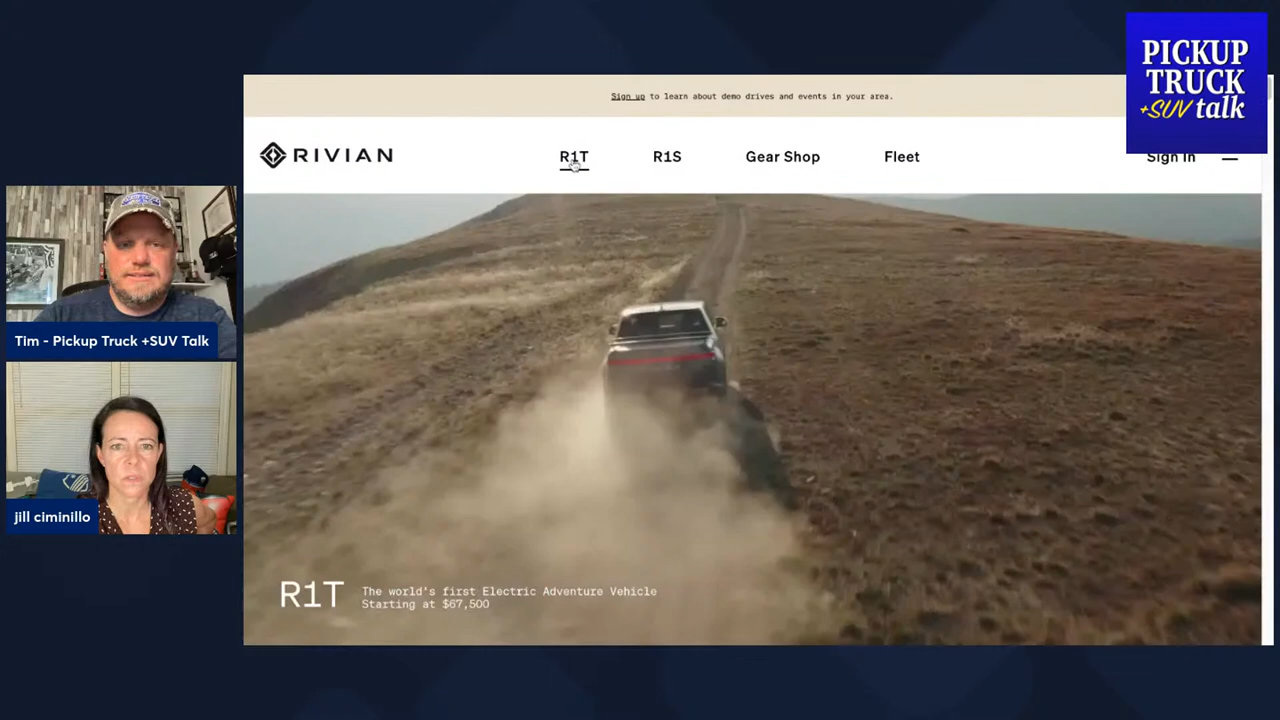 PICKUP
TRUCK
+SUV talk
Sign up to learn about demo drives and events in your area.
RIVIAN
R1T
R1S
Gear Shop
Fleet
Sign In
Tim - Pickup Truck +SUV Talk
jill ciminillo
R1T
The world's first Electric Adventure Vehicle
Starting at $67,500